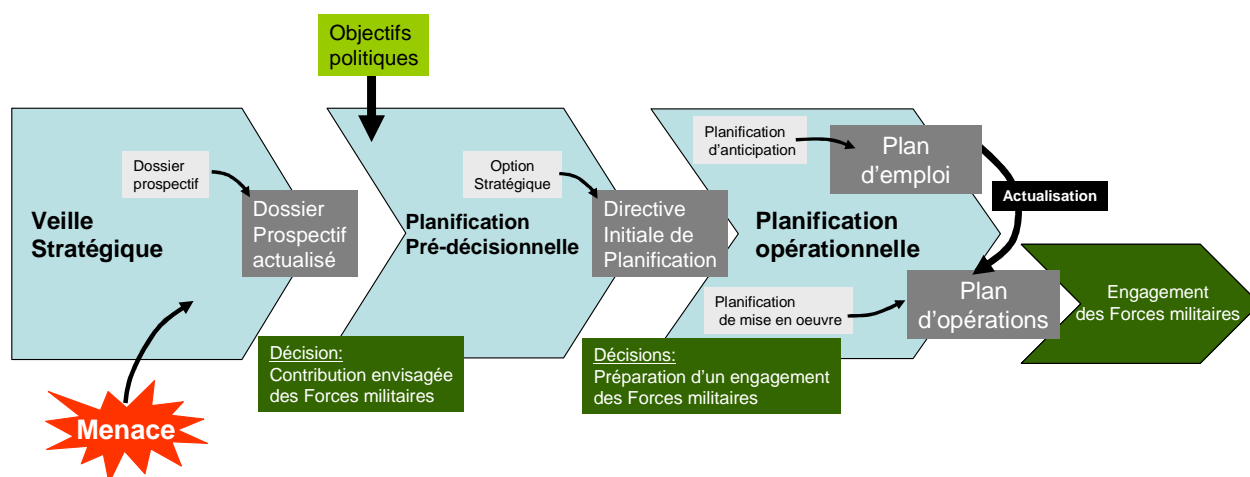 Objectifs
politiques
Dossier
prospectif
Dossier
Prospectif
actualisé
Veille
Stratégique
Menace
Décision:
Contribution envisagée
des Forces militaires
Option
Stratégique
Planification
Pré-décisionnelle
Directive
Initiale de
Planification
Décisions:
Préparation d'un engagement
des Forces militaires
Planification
d'anticipation
Plan
d'emploi
Actualisation
Planification
opérationnelle
Planification
de mise en oeuvre
Plan
d'opérations
Engagement
des Forces militaires